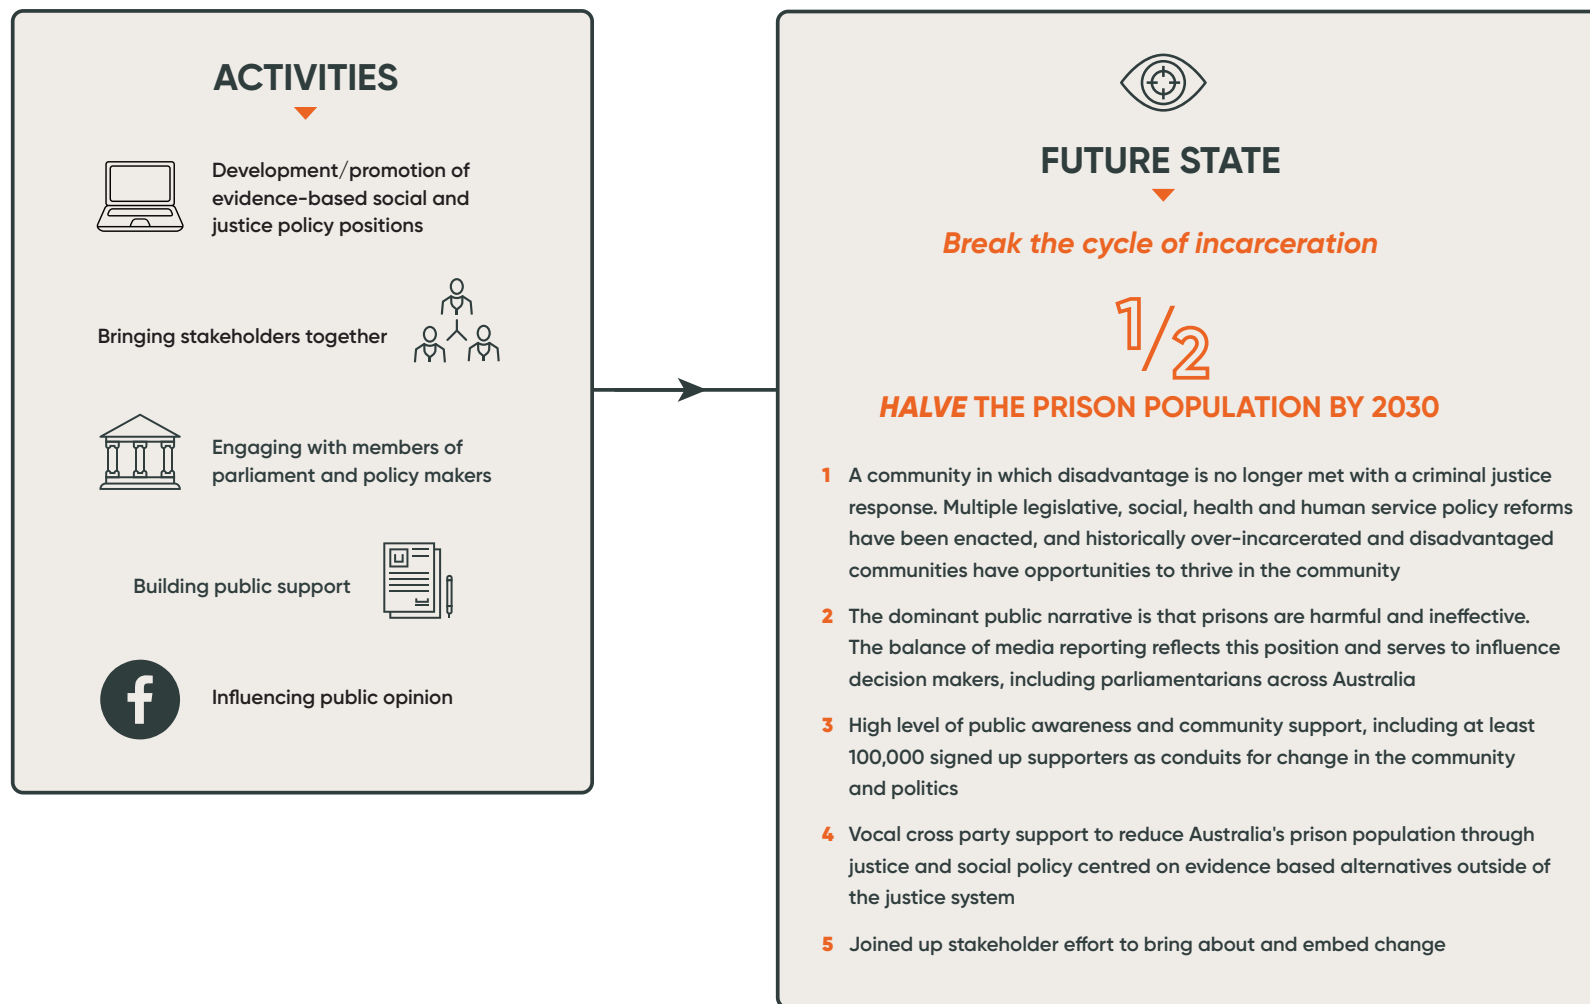 ACTIVITIES
Development/promotion of
evidence-based social and
justice policy positions
Bringing stakeholders together
Engaging with members of
parliament and policy makers
Building public support
Influencing public opinion
FUTURE STATE
Break the cycle of incarceration
1/2
HALVE THE PRISON POPULATION BY 2030
1 A community in which disadvantage is no longer met with a criminal justice
response. Multiple legislative, social, health and human service policy reforms
have been enacted, and historically over-incarcerated and disadvantaged
communities have opportunities to thrive in the community
2 The dominant public narrative is that prisons are harmful and ineffective.
The balance of media reporting reflects this position and serves to influence
decision makers, including parliamentarians across Australia
3 High level of public awareness and community support, including at least
100,000 signed up supporters as conduits for change in the community
and politics
4 Vocal cross party support to reduce Australia's prison population through
justice and social policy centred on evidence based alternatives outside of
the justice system
5 Joined up stakeholder effort to bring about and embed change